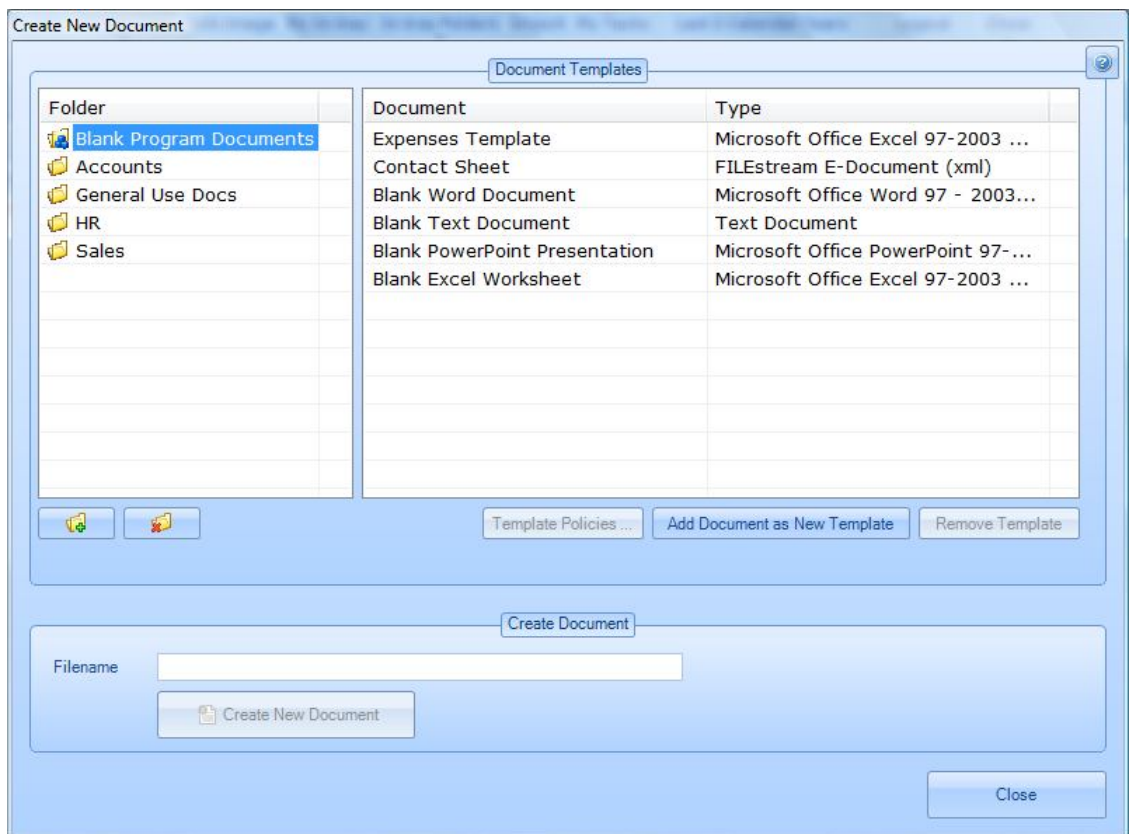 Create New Document
Document Templates
Folder
Document Type
Blank Program Documents
Expenses Template Microsoft Office Excel 97-2003 ...
Accounts
Contact Sheet FILEstream E-Document (xml)
General Use Docs
Blank Word Document Microsoft Office Word 97 - 2003...
HR
Blank Text Document Text Document
Sales
Blank PowerPoint Presentation Microsoft Office PowerPoint 97-...
Blank Excel Worksheet Microsoft Office Excel 97-2003 ...
Template Policies ... Add Document as New Template Remove Template
Create Document
Filename
Create New Document
Close